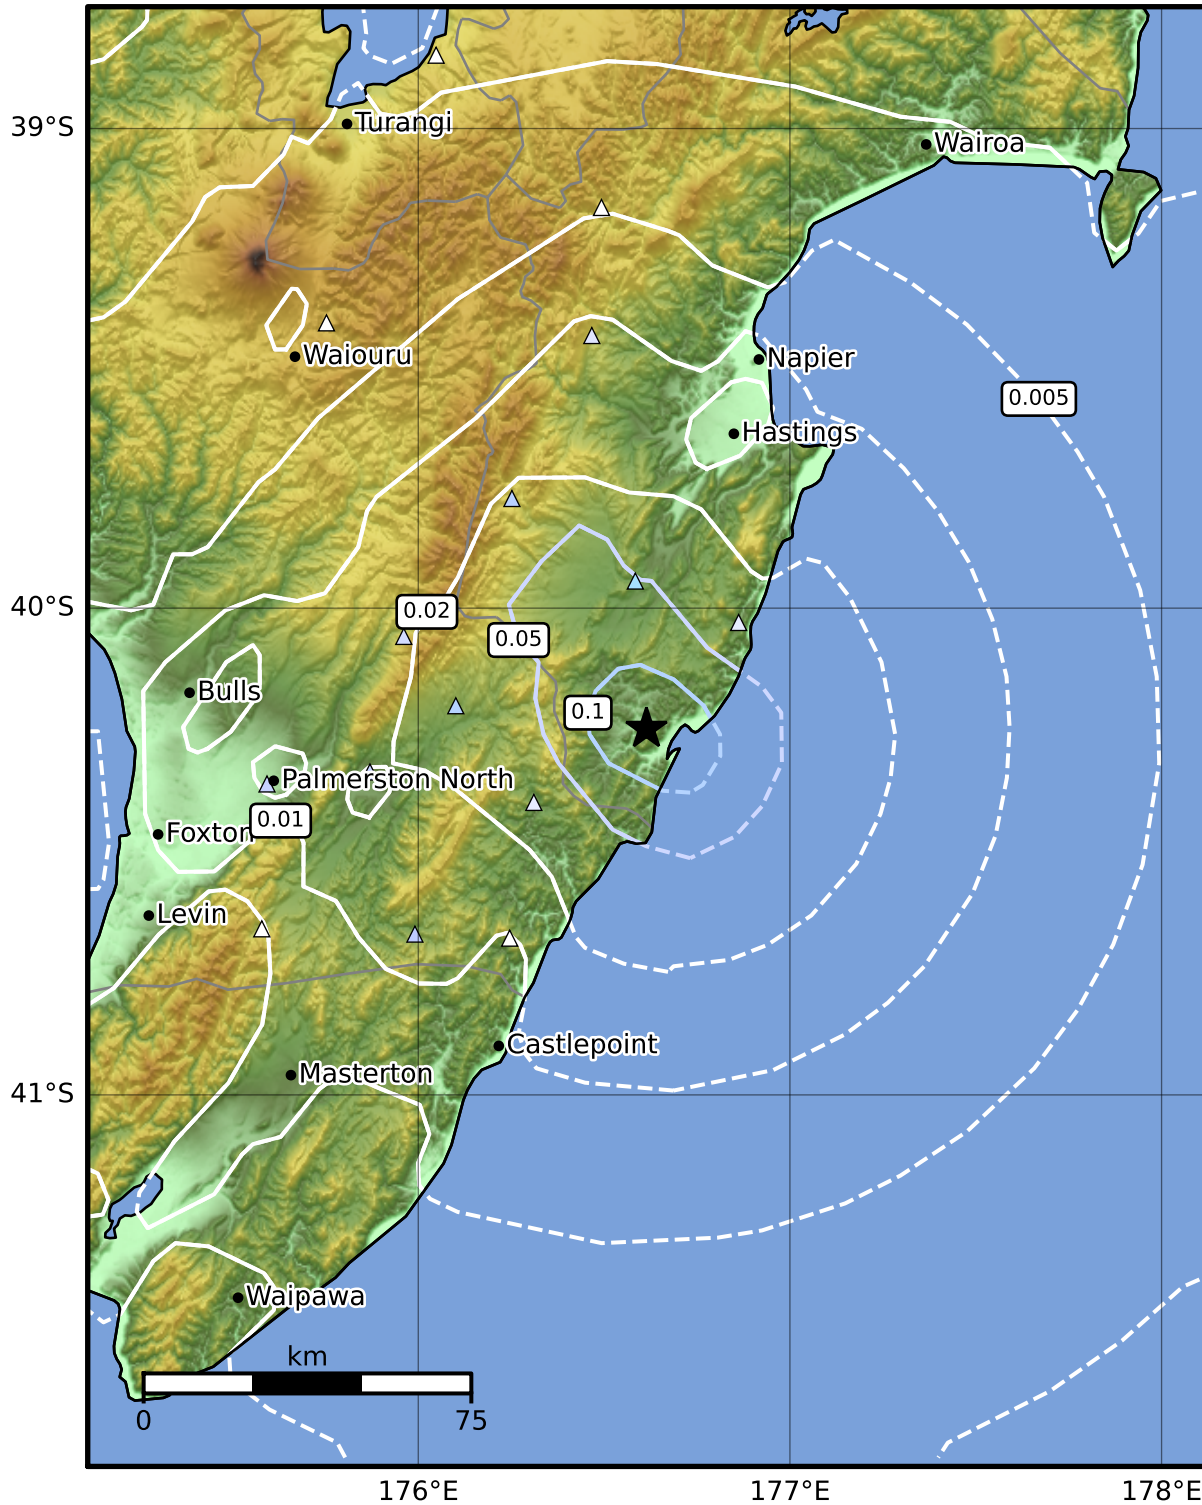 39°S
Turangi
Wairoa
Waiouru
Napier
0.005
Hastings
40°S
0.02
0.05
Bulls
0.1
Palmerston North
0.01
Foxton
Levin
Castlepoint
Masterton
41°S
Waipawa
km
0 75
176°E 177°E 178°E